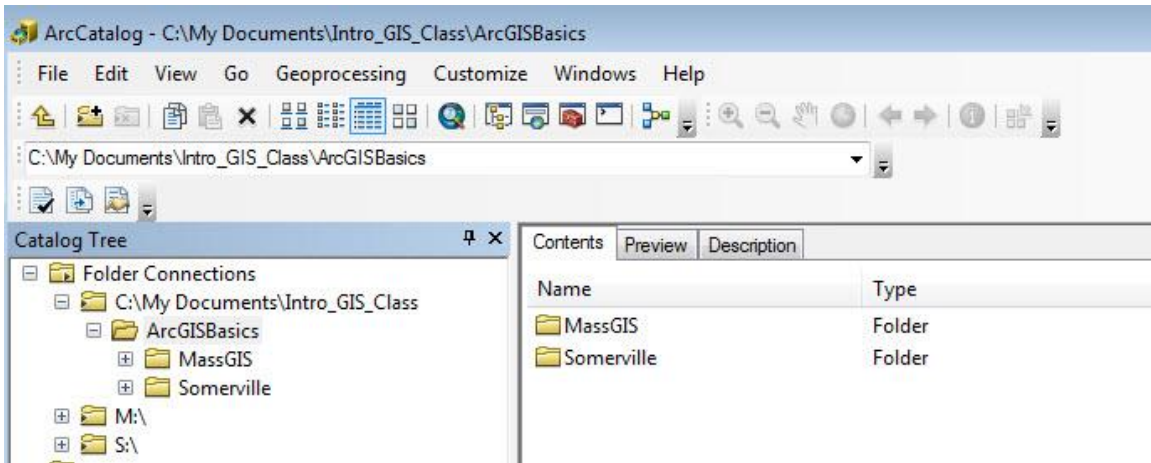 ArcCatalog - C:\My Documents\Intro_GIS_Class\ArcGISBasics
File Edit View Go Geoprocessing Customize Windows Help
C:\My Documents\Intro_GIS_Class\ArcGISBasics
Catalog Tree
Folder Connections
C:\My Documents\Intro_GIS_Class
ArcGISBasics
MassGIS
Somerville
M:\
S:\
Contents Preview Description
Name Type
MassGIS Folder
Somerville Folder